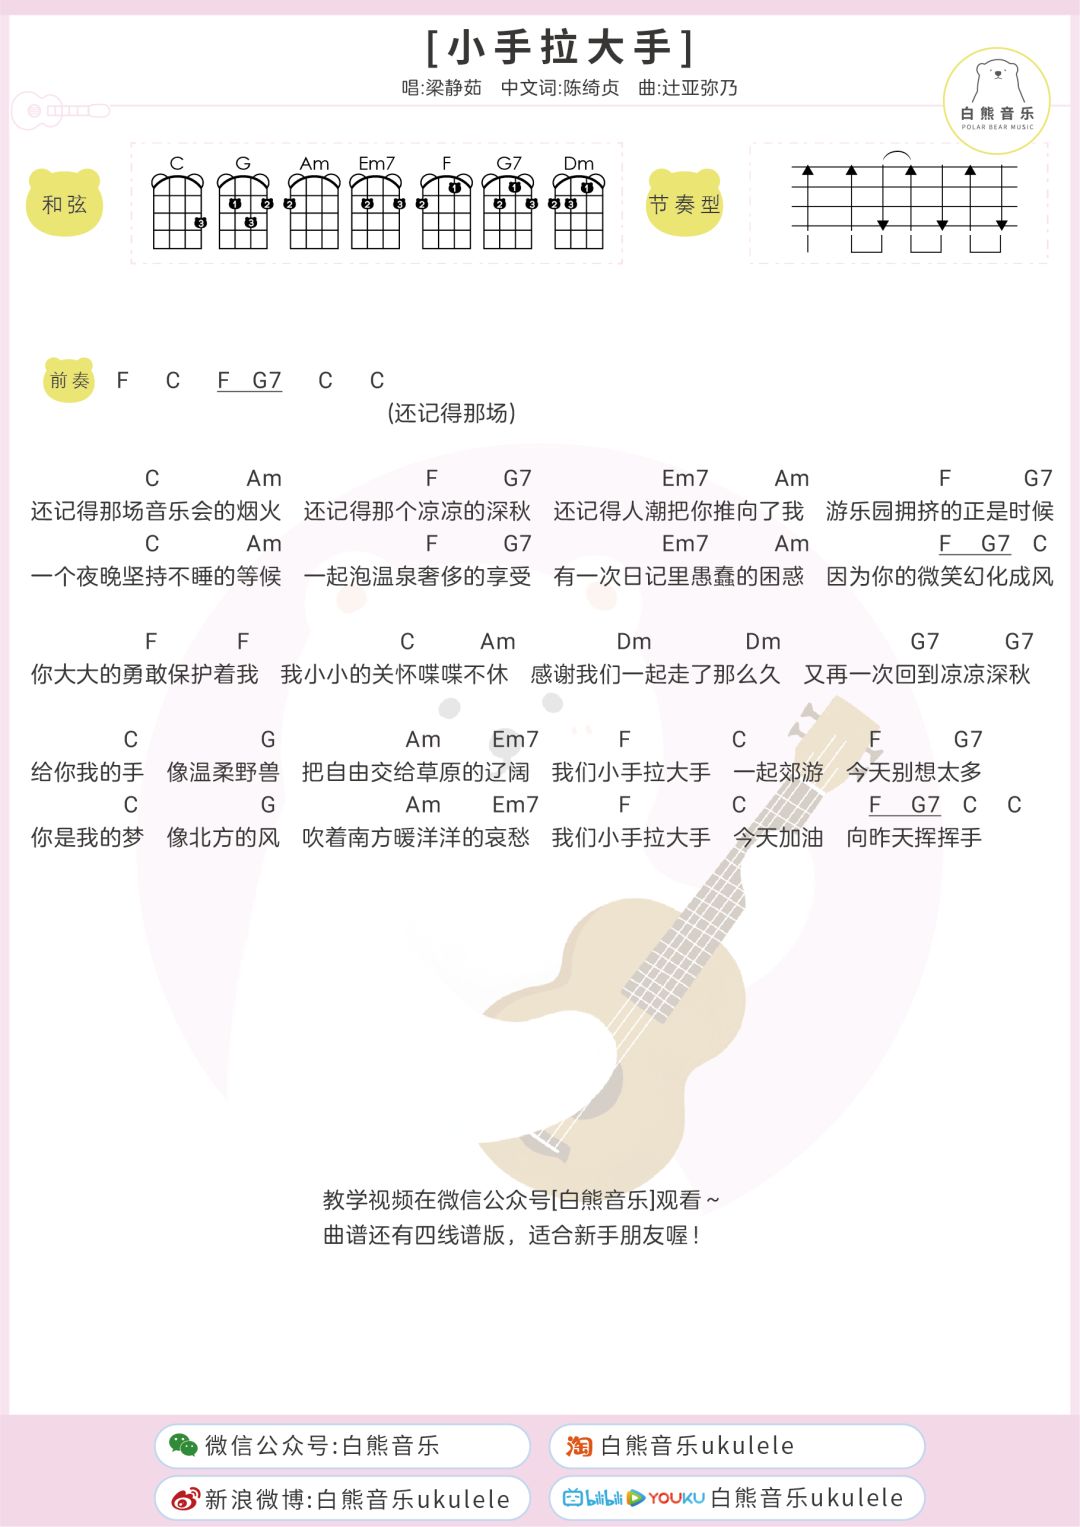 [小手拉大手]
唱:梁静茹 中文词:陈绮贞 曲:辻亚弥乃
白熊音乐
POLAR BEAR MUSIC
和弦
C G Am Em7 F G7 Dm
1 2 3 2 2 3 1 2 1 2 3 1 2 3
3
节奏型
前奏 F C F G7 C C
(还记得那场)
C Am F G7 Em7 Am F G7
还记得那场音乐会的烟火 还记得那个凉凉的深秋 还记得人潮把你推向了我 游乐园拥挤的正是时候
C Am F G7 Em7 Am F G7 C
一个夜晚坚持不睡的等候 一起泡温泉奢侈的享受 有一次日记里愚蠢的困惑 因为你的微笑幻化成风
F F C Am Dm Dm G7 G7
你大大的勇敢保护着我 我小小的关怀喋喋不休 感谢我们一起走了那么久 又再一次回到凉凉深秋
C G Am Em7 F C F G7
给你我的手 像温柔野兽 把自由交给草原的辽阔 我们小手拉大手 一起郊游 今天别想太多
C G Am Em7 F C F G7 C C
你是我的梦 像北方的风 吹着南方暖洋洋的哀愁 我们小手拉大手 今天加油 向昨天挥挥手
教学视频在微信公众号[白熊音乐]观看~
曲谱还有四线谱版，适合新手朋友喔！
微信公众号:白熊音乐
淘 白熊音乐ukulele
新浪微博:白熊音乐ukulele
bilibili YOUKU 白熊音乐ukulele